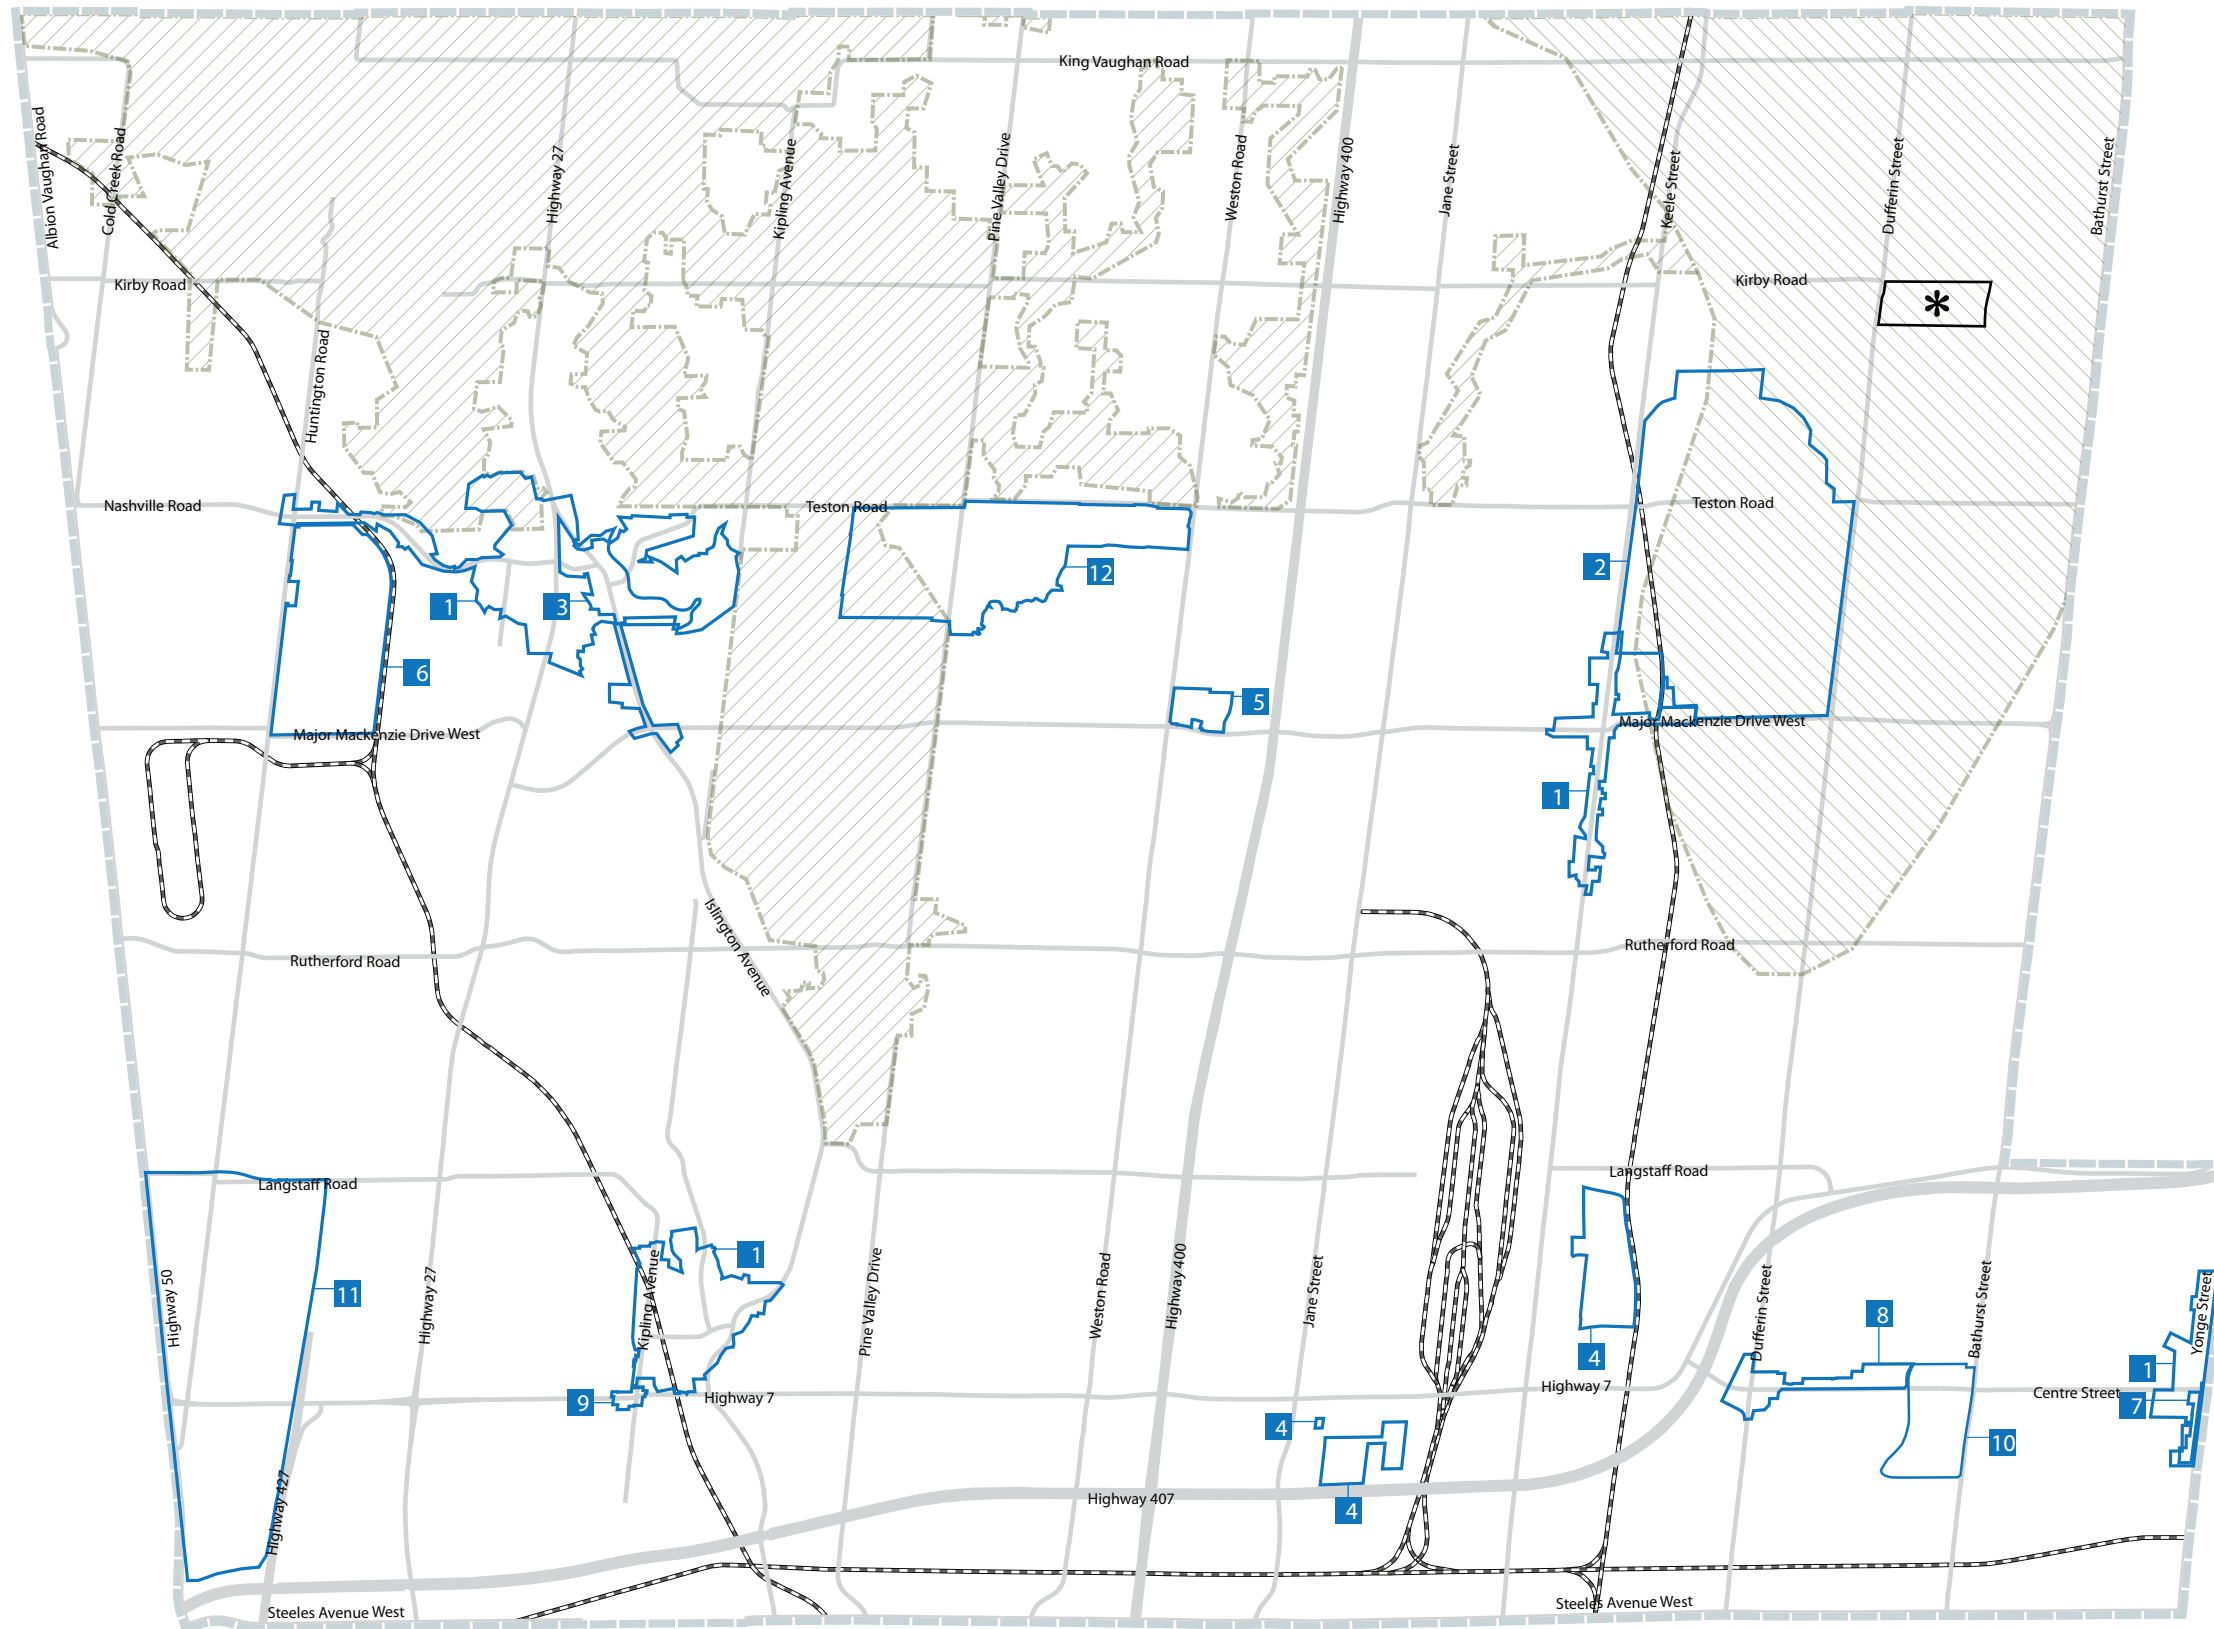 King Vaughan Road
Albion Vaughan Road
Cold Creek Road
Highway 27
Kipling Avenue
Pine Valley Drive
Weston Road
Highway 400
Jane Street
Keele Street
Dufferin Street
Bathurst Street
Kirby Road
Kirby Road
*
Huntington Road
Nashville Road
Teston Road
Teston Road
12
2
1
3
6
5
Major Mackenzie Drive West
Major Mackenzie Drive West
1
Islington Avenue
Rutherford Road
Rutherford Road
Langstaff Road
Langstaff Road
Highway 50
11
Highway 27
Kipling Avenue
1
Pine Valley Drive
Weston Road
Highway 400
Jane Street
4
Dufferin Street
8
Bathurst Street
Yonge Street
1
9
Highway 7
Highway 7
Centre Street
7
4
10
Highway 427
Highway 407
4
Steeles Avenue West
Steeles Avenue West